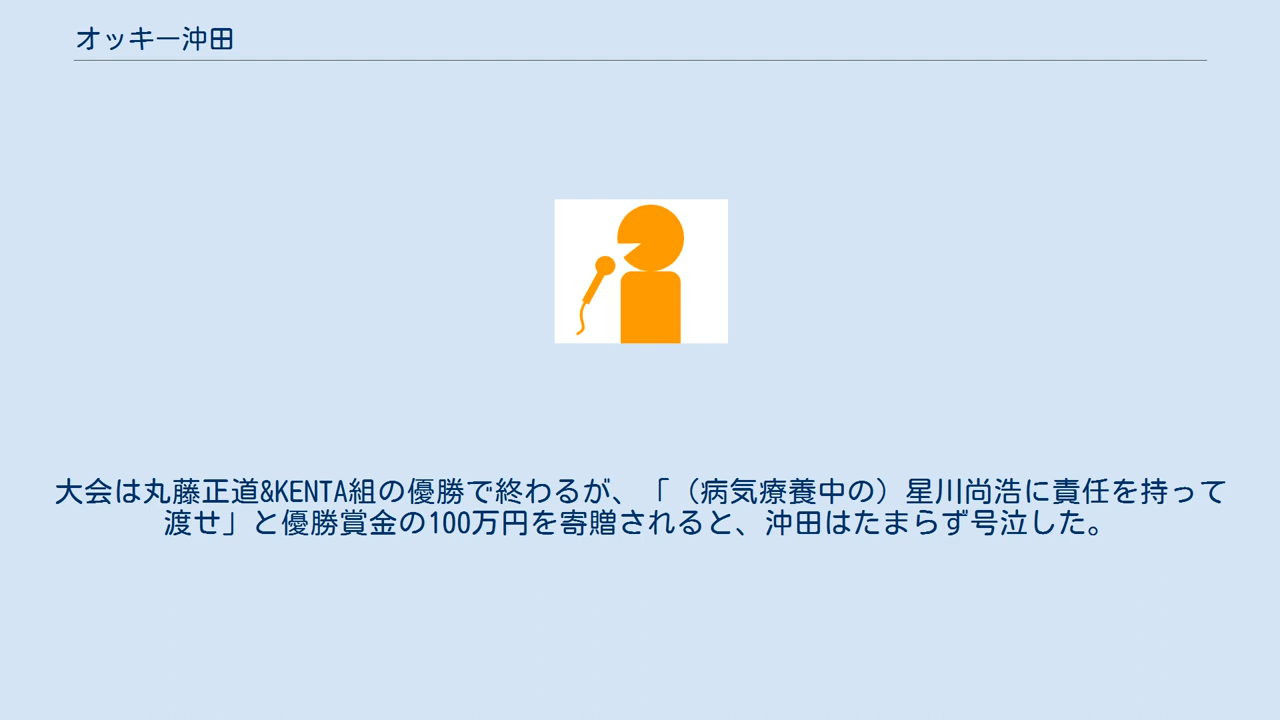 オッキー沖田
大会は丸藤正道&KENTA組の優勝で終わるが、「（病気療養中の）星川尚浩に責任を持って
渡せ」と優勝賞金の100万円を寄贈されると、沖田はたまらず号泣した。